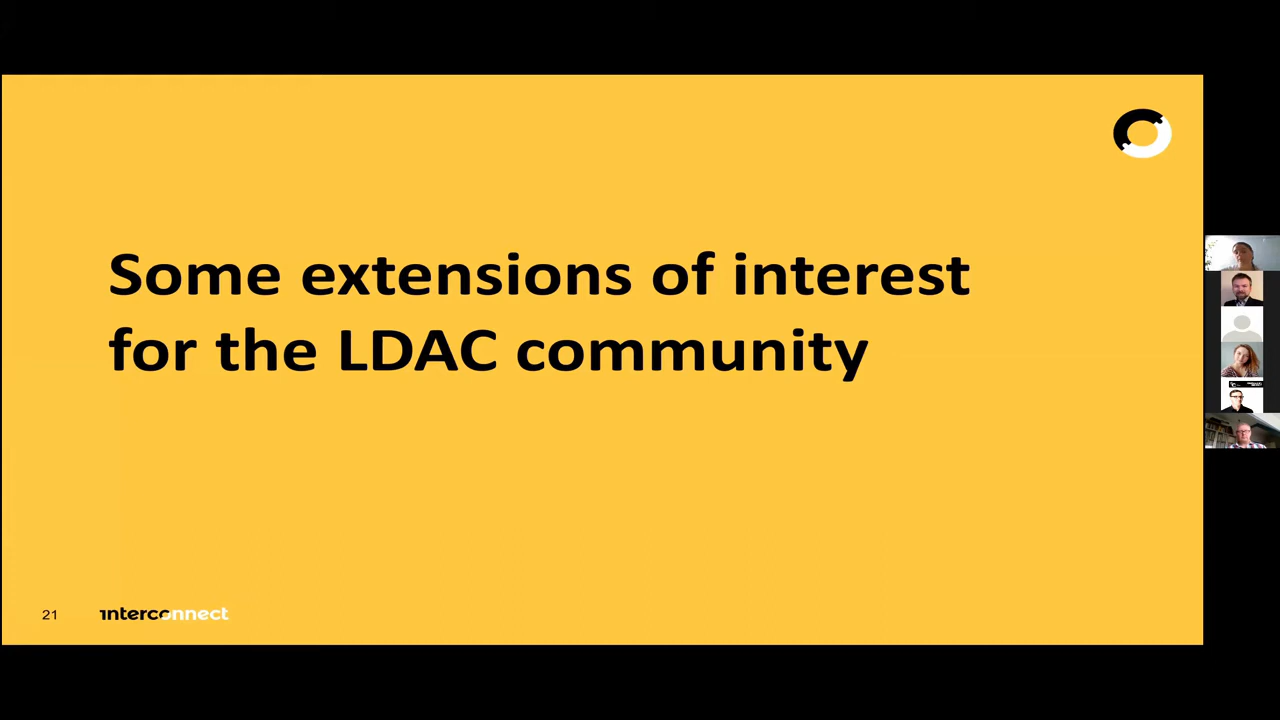 Some extensions of interest
for the LDAC community
21
interconnect